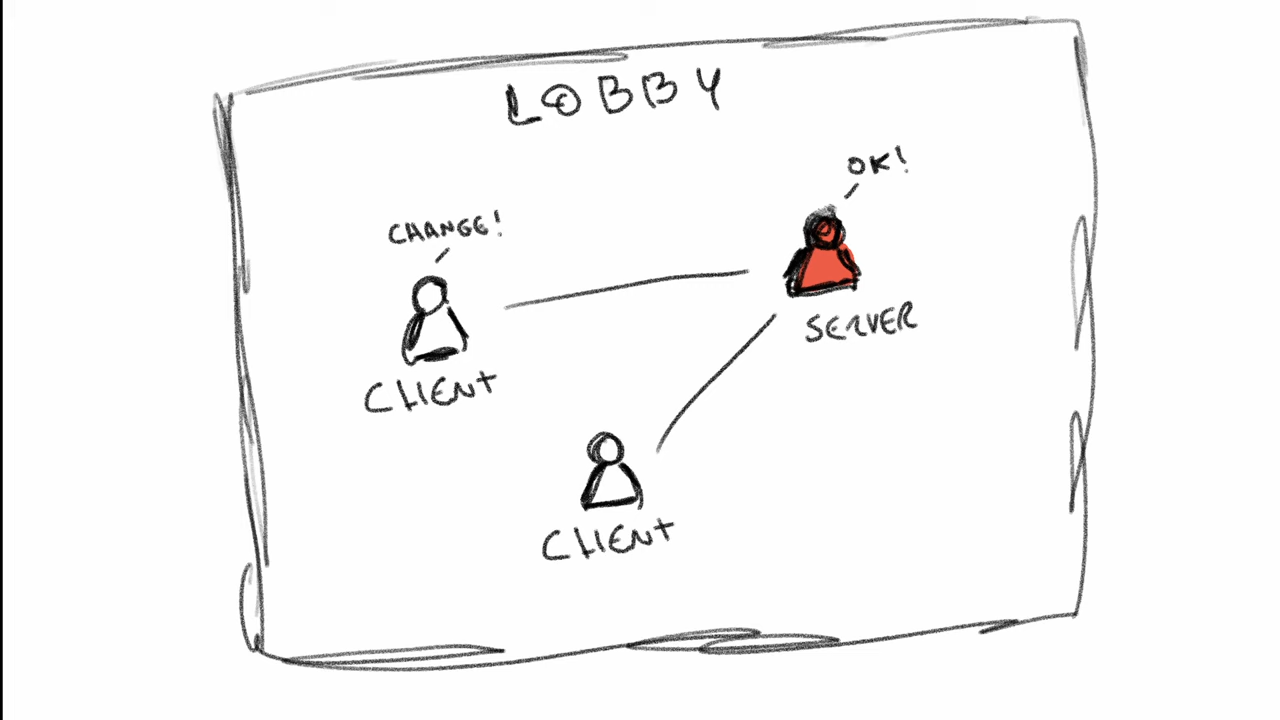 LOBBY
OK!
CHANGE!
SERVER
CLIENT
CLIENT